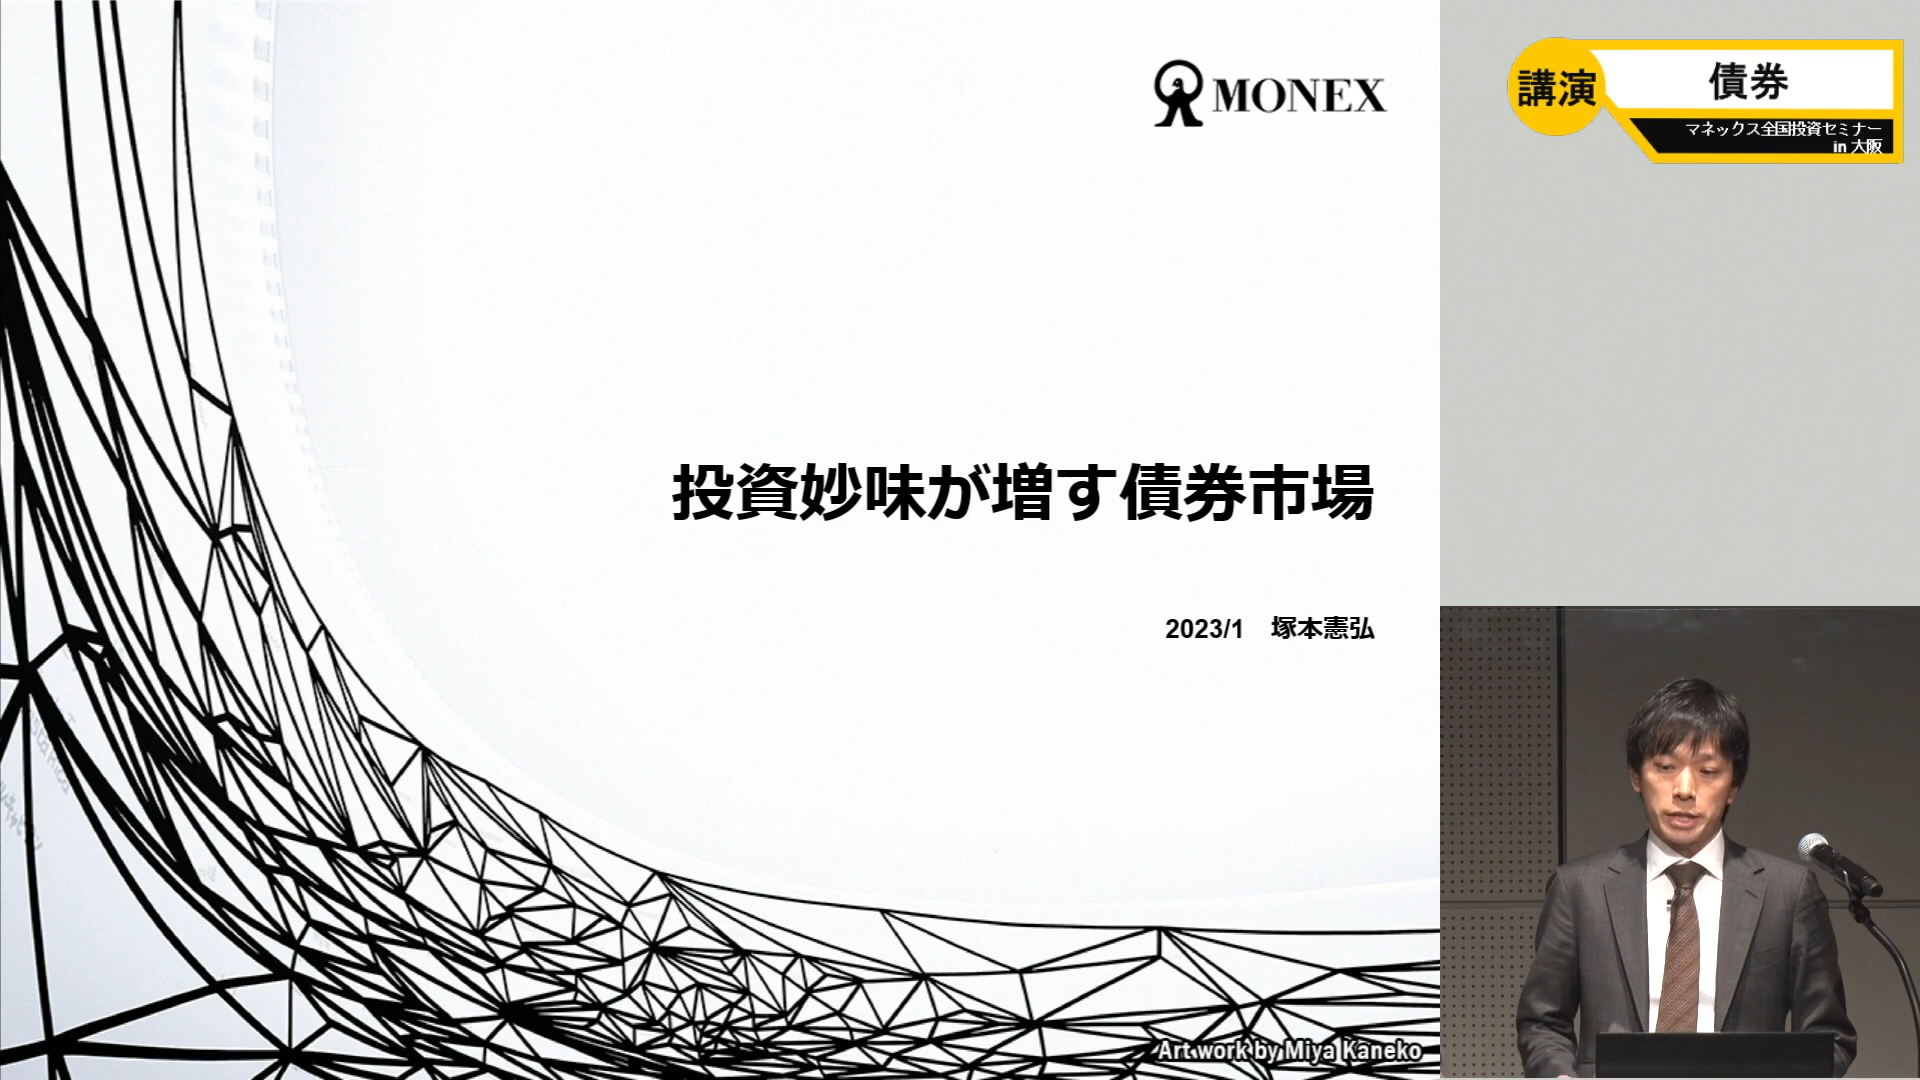 MONEX
投資妙味が増す債券市場
2023/1　塚本憲弘
Art work by Miya Kaneko
講演
債券
マネックス全国投資セミナー
in 大阪